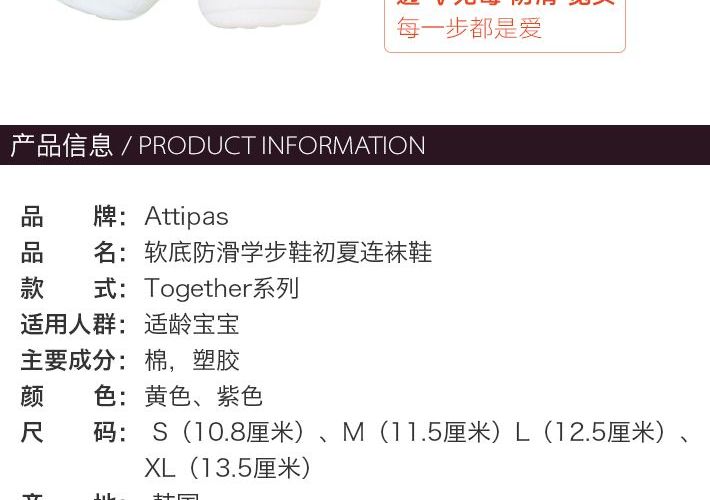 每一步都是爱
产品信息 / PRODUCT INFORMATION
品 牌： Attipas
品 名： 软底防滑学步鞋初夏连袜鞋
款 式： Together系列
适用人群： 适龄宝宝
主要成分： 棉，塑胶
颜 色： 黄色、紫色
尺 码： S（10.8厘米）、M（11.5厘米）L（12.5厘米）、
XL（13.5厘米）
产 地： 韩国